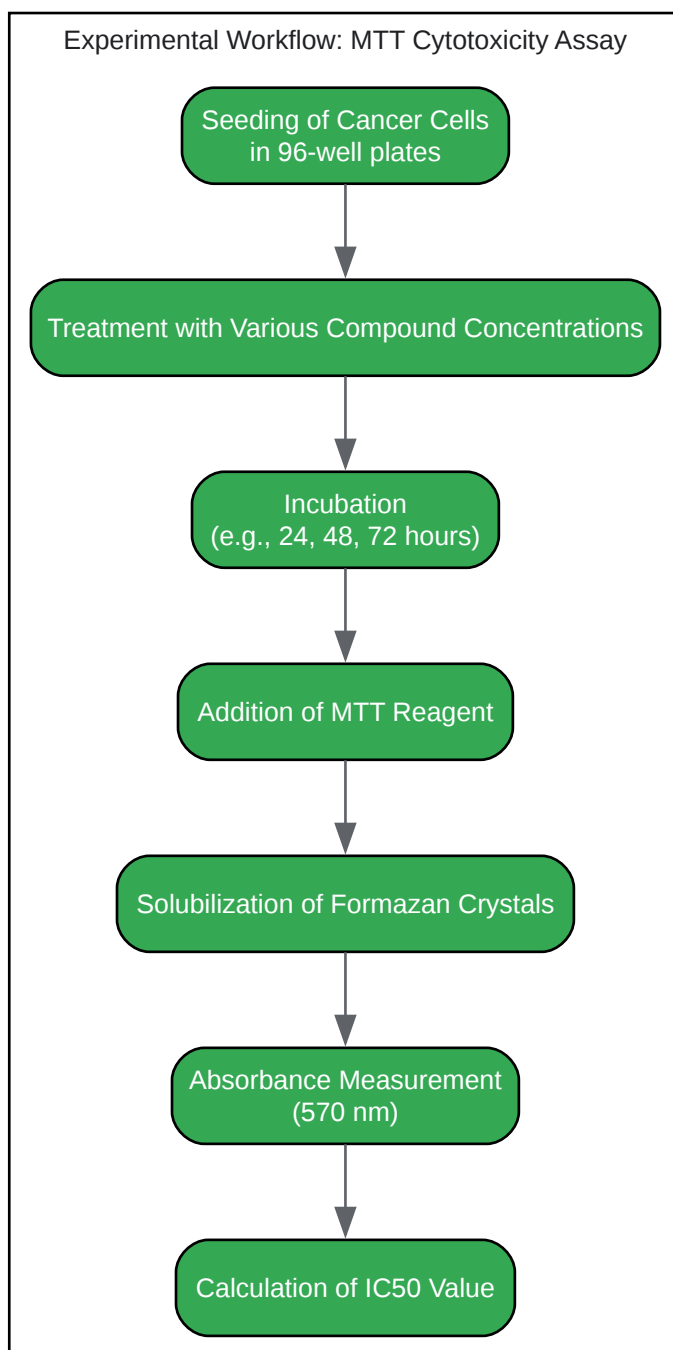 Experimental Workflow: MTT Cytotoxicity Assay
Seeding of Cancer Cells
in 96-well plates
Treatment with Various Compound Concentrations
Incubation
(e.g., 24, 48, 72 hours)
Addition of MTT Reagent
Solubilization of Formazan Crystals
Absorbance Measurement
(570 nm)
Calculation of IC50 Value